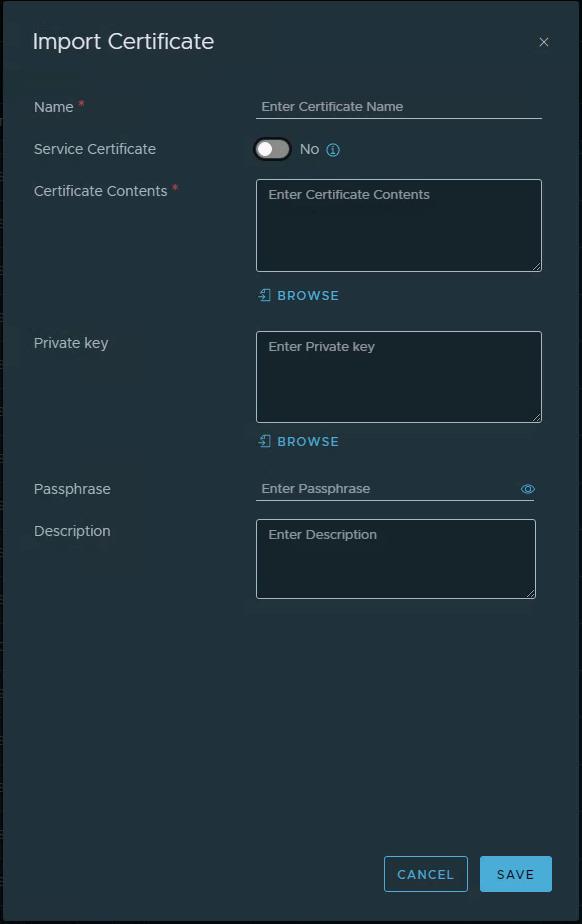 Import Certificate
Name *
Enter Certificate Name
Service Certificate
No
Certificate Contents *
Enter Certificate Contents
BROWSE
Private key
Enter Private key
BROWSE
Passphrase
Enter Passphrase
Description
Enter Description
CANCEL
SAVE